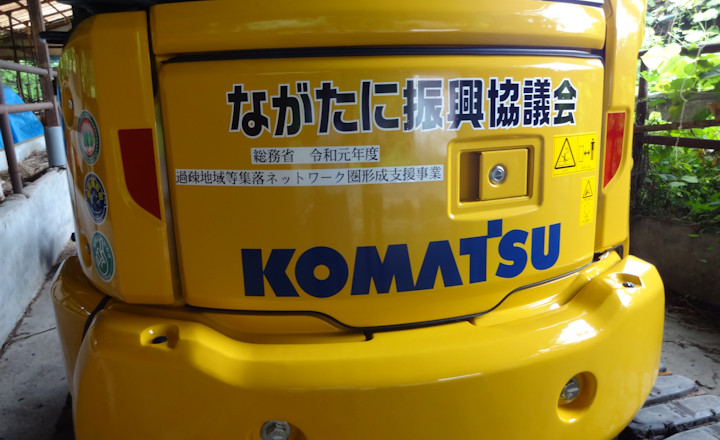 ながたに振興協議会
総務省　令和元年度
過疎地域等集落ネットワーク圏形成支援事業
KOMATSU